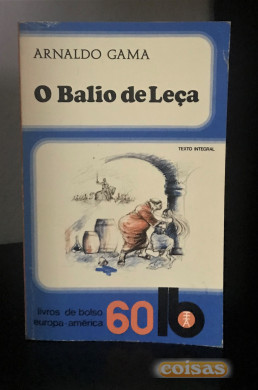 ARNALDO GAMA
O Balio de Leça
TEXTO INTEGRAL
livros de bolso
europa-américa
60 lb
coisas